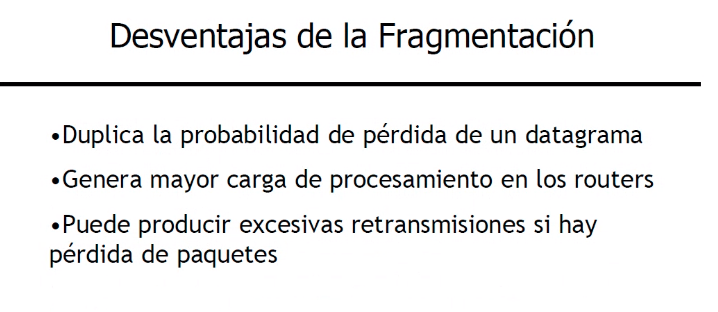 Desventajas de la Fragmentación
•Duplica la probabilidad de pérdida de un datagrama
•Genera mayor carga de procesamiento en los routers
•Puede producir excesivas retransmisiones si hay
pérdida de paquetes